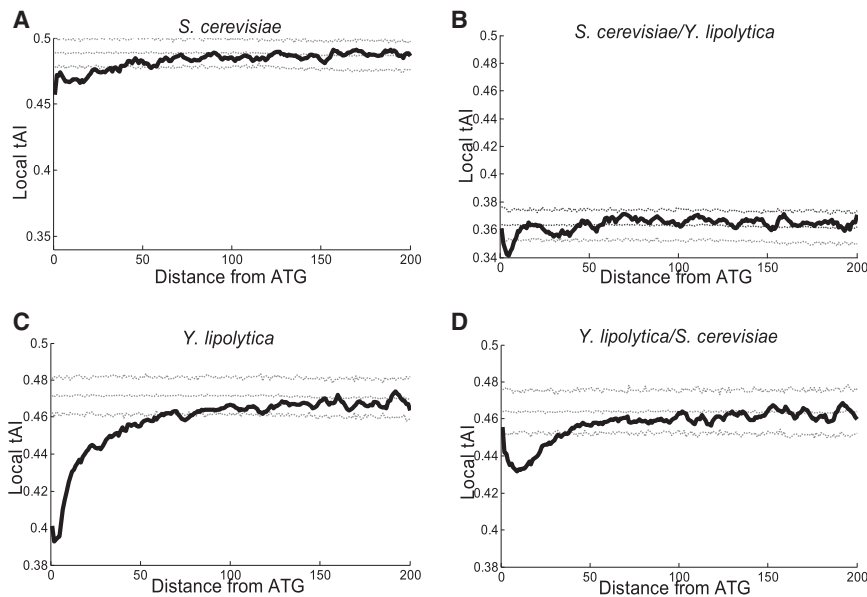 A
S. cerevisiae
0.5
0.45
0.4
0.35
Local tAI
0
50
100
150
200
Distance from ATG
B
S. cerevisiae/Y. lipolytica
0.5
0.48
0.46
0.44
0.42
0.4
0.38
0.36
0.34
Local tAI
0
50
100
150
200
Distance from ATG
C
Y. lipolytica
0.5
0.48
0.46
0.44
0.42
0.4
0.38
Local tAI
0
50
100
150
200
Distance from ATG
D
Y. lipolytica/S. cerevisiae
0.5
0.48
0.46
0.44
0.42
0.4
0.38
Local tAI
0
50
100
150
200
Distance from ATG